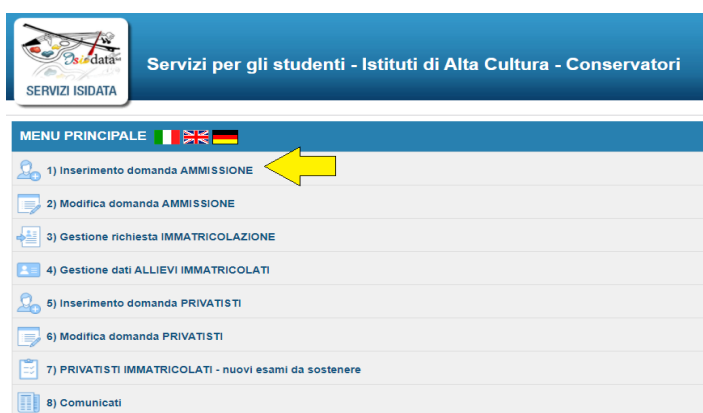 Isidata
SERVIZI ISIDATA
Servizi per gli studenti - Istituti di Alta Cultura - Conservatori
MENU PRINCIPALE
1) Inserimento domanda AMMISSIONE
2) Modifica domanda AMMISSIONE
3) Gestione richiesta IMMATRICOLAZIONE
4) Gestione dati ALLIEVI IMMATRICOLATI
5) Inserimento domanda PRIVATISTI
6) Modifica domanda PRIVATISTI
7) PRIVATISTI IMMATRICOLATI - nuovi esami da sostenere
8) Comunicati